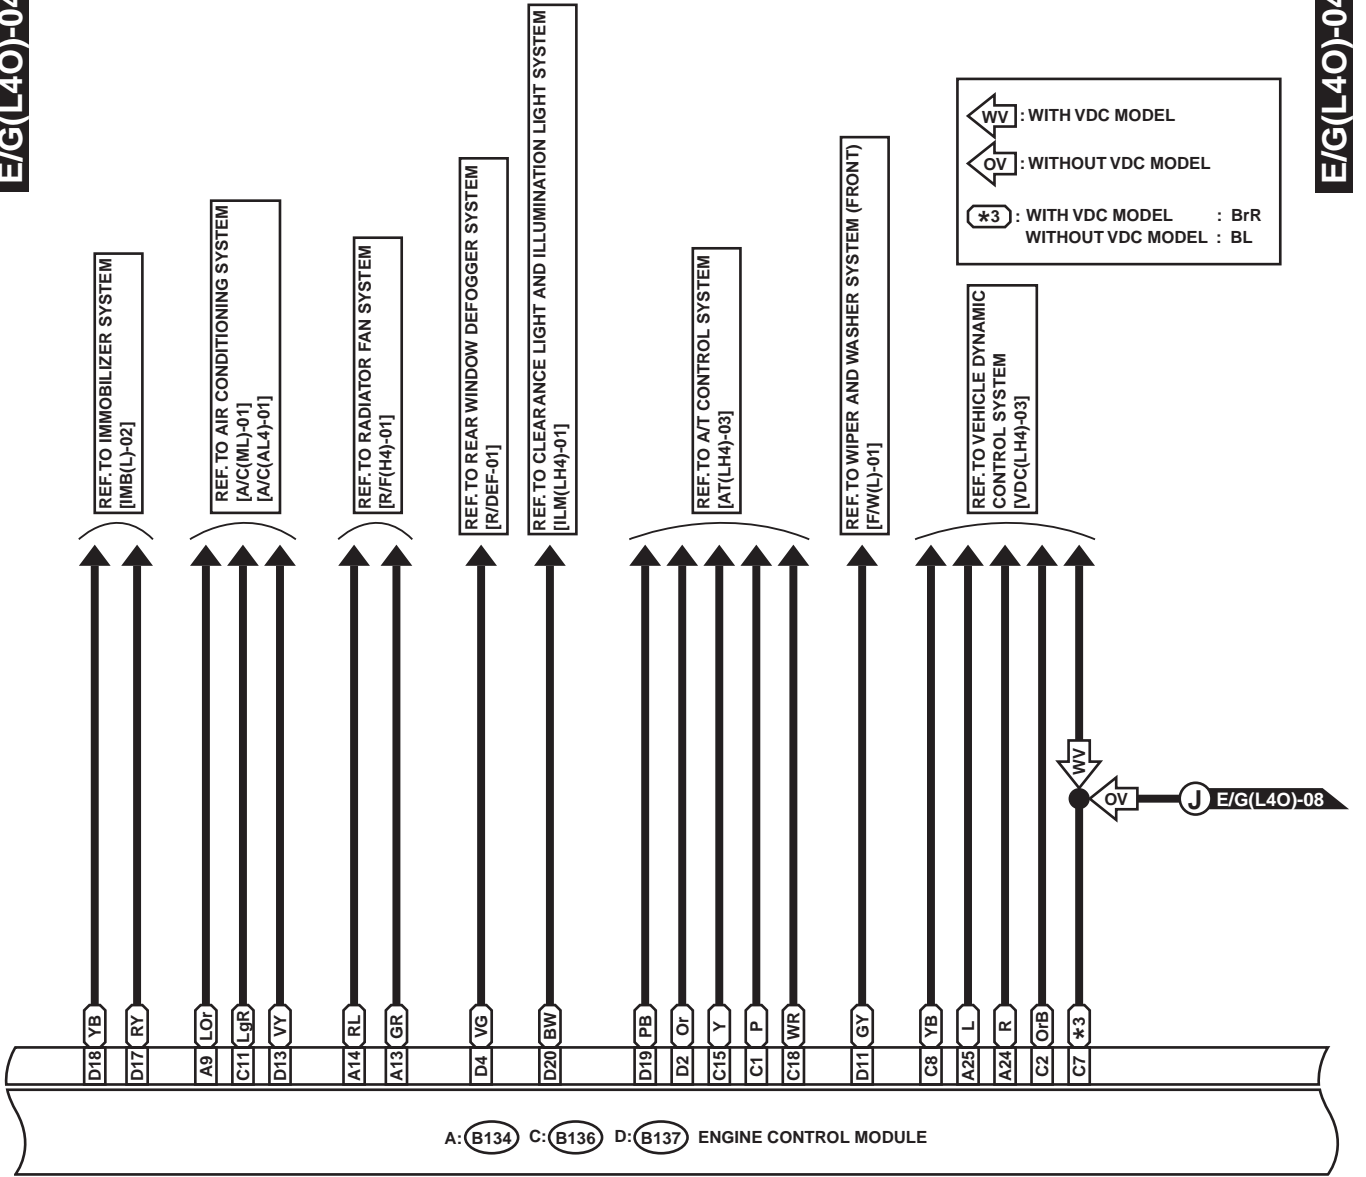 E/G(L4O)-04
E/G(L4O)-04
WV : WITH VDC MODEL
OV : WITHOUT VDC MODEL
*3 : WITH VDC MODEL : BrR
WITHOUT VDC MODEL : BL
REF. TO IMMOBILIZER SYSTEM
[IMB(L)-02]
REF. TO AIR CONDITIONING SYSTEM
[A/C(ML)-01]
[A/C(AL4)-01]
REF. TO RADIATOR FAN SYSTEM
[R/F(H4)-01]
REF. TO REAR WINDOW DEFOGGER SYSTEM
[R/DEF-01]
REF. TO CLEARANCE LIGHT AND ILLUMINATION LIGHT SYSTEM
[ILM(LH4)-01]
REF. TO A/T CONTROL SYSTEM
[AT(LH4)-03]
REF. TO WIPER AND WASHER SYSTEM (FRONT)
[F/W(L)-01]
REF. TO VEHICLE DYNAMIC
CONTROL SYSTEM
[VDC(LH4)-03]
WV
OV
J E/G(L4O)-08
D18 YB
D17 RY
A9 LOr
C11 LgR
D13 VY
A14 RL
A13 GR
D4 VG
D20 BW
D19 PB
D2 Or
C15 Y
C1 P
C18 WR
D11 GY
C8 YB
A25 L
A24 R
C2 OrB
C7 *3
A: B134 C: B136 D: B137 ENGINE CONTROL MODULE